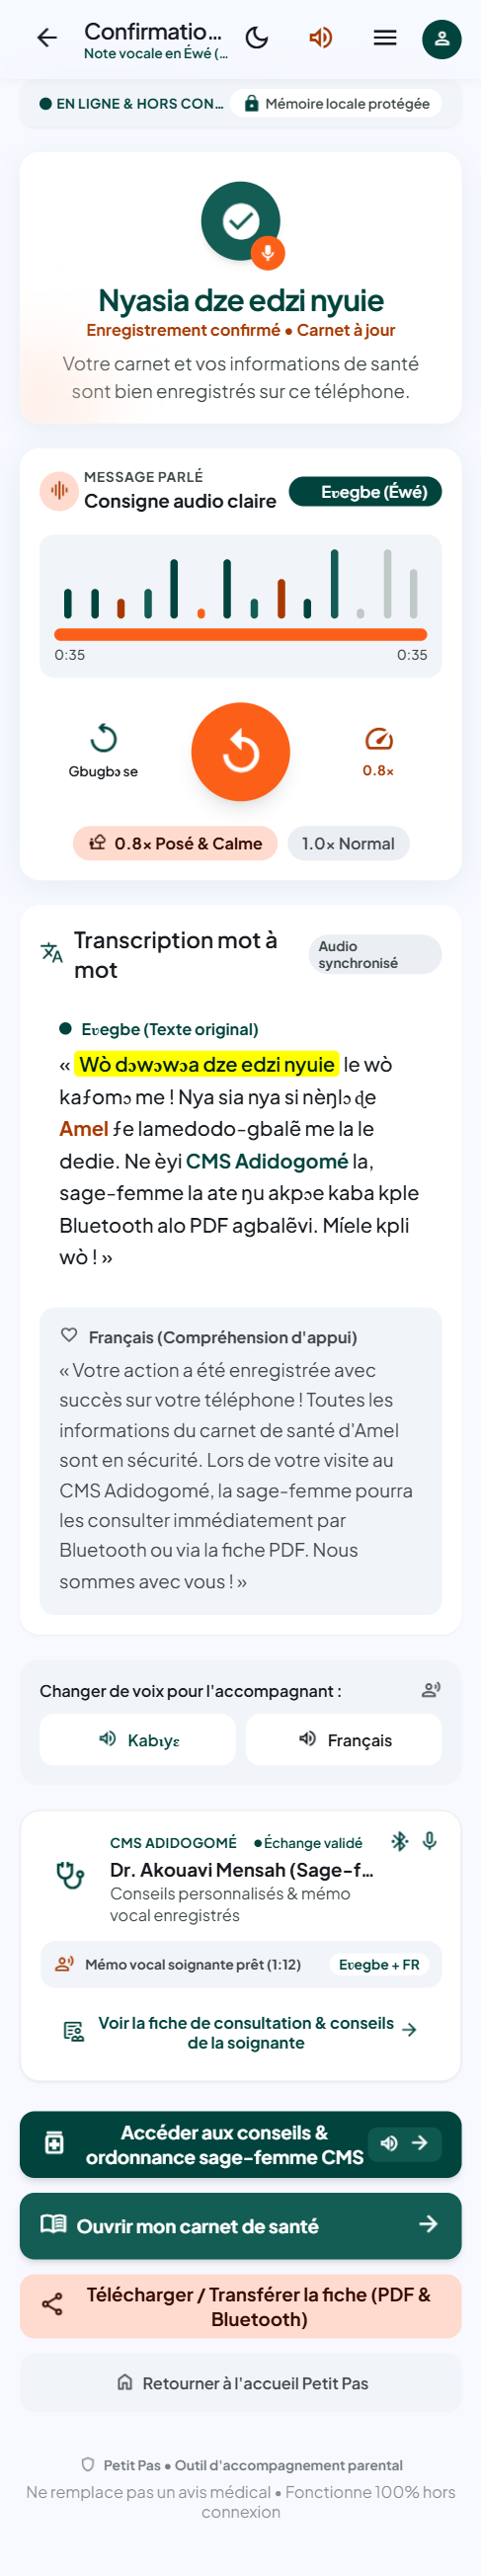 Confirmatio…
Note vocale en Éwé (…
EN LIGNE & HORS CON…
Mémoire locale protégée
Nyasia dze edzi nyuie
Enregistrement confirmé • Carnet à jour
Votre carnet et vos informations de santé
sont bien enregistrés sur ce téléphone.
MESSAGE PARLÉ
Consigne audio claire
Eʋegbe (Éwé)
0:35
0:35
Gbugbɔ se
0.8×
0.8× Posé & Calme
1.0× Normal
Transcription mot à
mot
Audio
synchronisé
Eʋegbe (Texte original)
« Wò dɔwɔwɔa dze edzi nyuie le wò
kaƒomɔ me ! Nya sia nya si nèŋlɔ ɖe
Amel ƒe lamedodo-gbalẽ me la le
dedie. Ne èyi CMS Adidogomé la,
sage-femme la ate ŋu akpɔe kaba kple
Bluetooth alo PDF agbalẽvi. Míele kpli
wò ! »
Français (Compréhension d'appui)
« Votre action a été enregistrée avec
succès sur votre téléphone ! Toutes les
informations du carnet de santé d'Amel
sont en sécurité. Lors de votre visite au
CMS Adidogomé, la sage-femme pourra
les consulter immédiatement par
Bluetooth ou via la fiche PDF. Nous
sommes avec vous ! »
Changer de voix pour l'accompagnant :
Kabɩyɛ
Français
CMS ADIDOGOMÉ
• Échange validé
Dr. Akouavi Mensah (Sage-f…
Conseils personnalisés & mémo
vocal enregistrés
Mémo vocal soignante prêt (1:12)
Eʋegbe + FR
Voir la fiche de consultation & conseils
de la soignante
Accéder aux conseils &
ordonnance sage-femme CMS
Ouvrir mon carnet de santé
Télécharger / Transférer la fiche (PDF &
Bluetooth)
Retourner à l'accueil Petit Pas
Petit Pas • Outil d'accompagnement parental
Ne remplace pas un avis médical • Fonctionne 100% hors
connexion